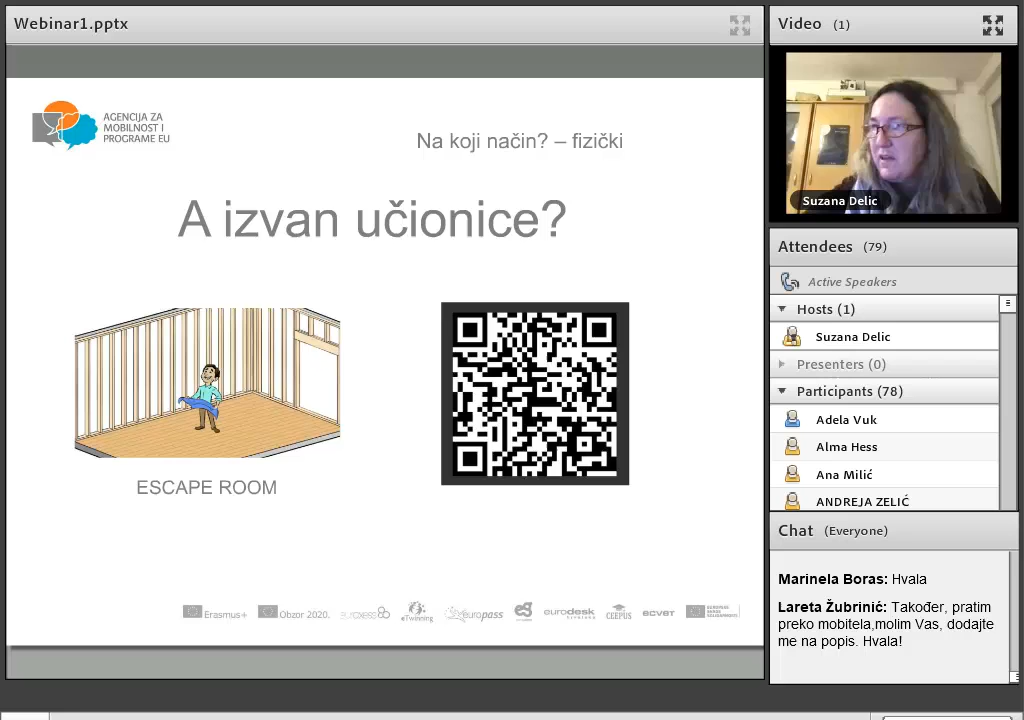 Webinar1.pptx
AGENCIJA ZA
MOBILNOST I
PROGRAME EU
Na koji način? – fizički
A izvan učionice?
ESCAPE ROOM
Erasmus+
Obzor 2020.
euroxess
eTwinning
europass
eurodesk
CEEPUS
ECVET
Video (1)
Suzana Delic
Attendees (79)
Active Speakers
Hosts (1)
Suzana Delic
Presenters (0)
Participants (78)
Adela Vuk
Alma Hess
Ana Milić
ANDREJA ZELIĆ
Chat (Everyone)
Marinela Boras: Hvala
Lareta Žubrinić: Također, pratim
preko mobitela,molim Vas, dodajte
me na popis. Hvala!